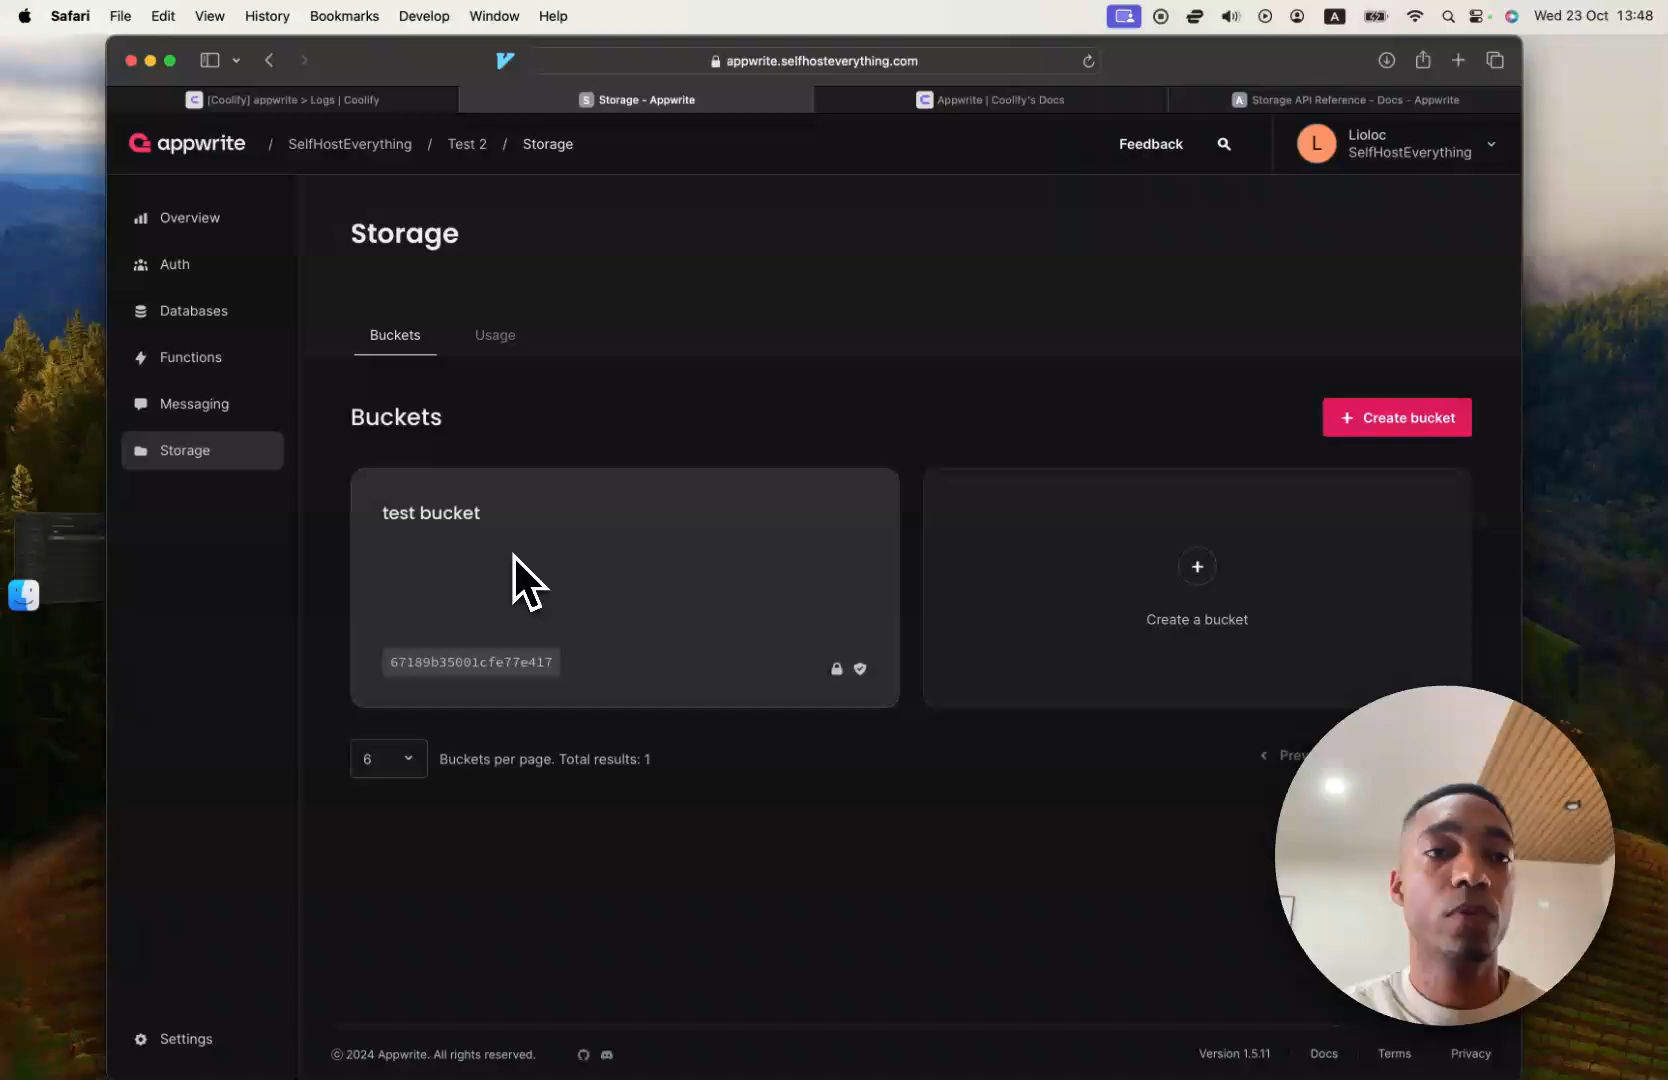 Safari File Edit View History Bookmarks Develop Window Help
A
Wed 23 Oct 13:48
appwrite.selfhosteverything.com
[Coolify] appwrite > Logs | Coolify
S Storage - Appwrite
Appwrite | Coolify's Docs
A Storage API Reference - Docs - Appwrite
appwrite / SelfHostEverything / Test 2 / Storage
Feedback
L
Lioloc
SelfHostEverything
Overview
Auth
Databases
Functions
Messaging
Storage
Settings
Storage
Buckets Usage
Buckets
+ Create bucket
test bucket
67189b35001cfe77e417
Create a bucket
6 Buckets per page. Total results: 1
© 2024 Appwrite. All rights reserved.
Version 1.5.11 Docs Terms Privacy